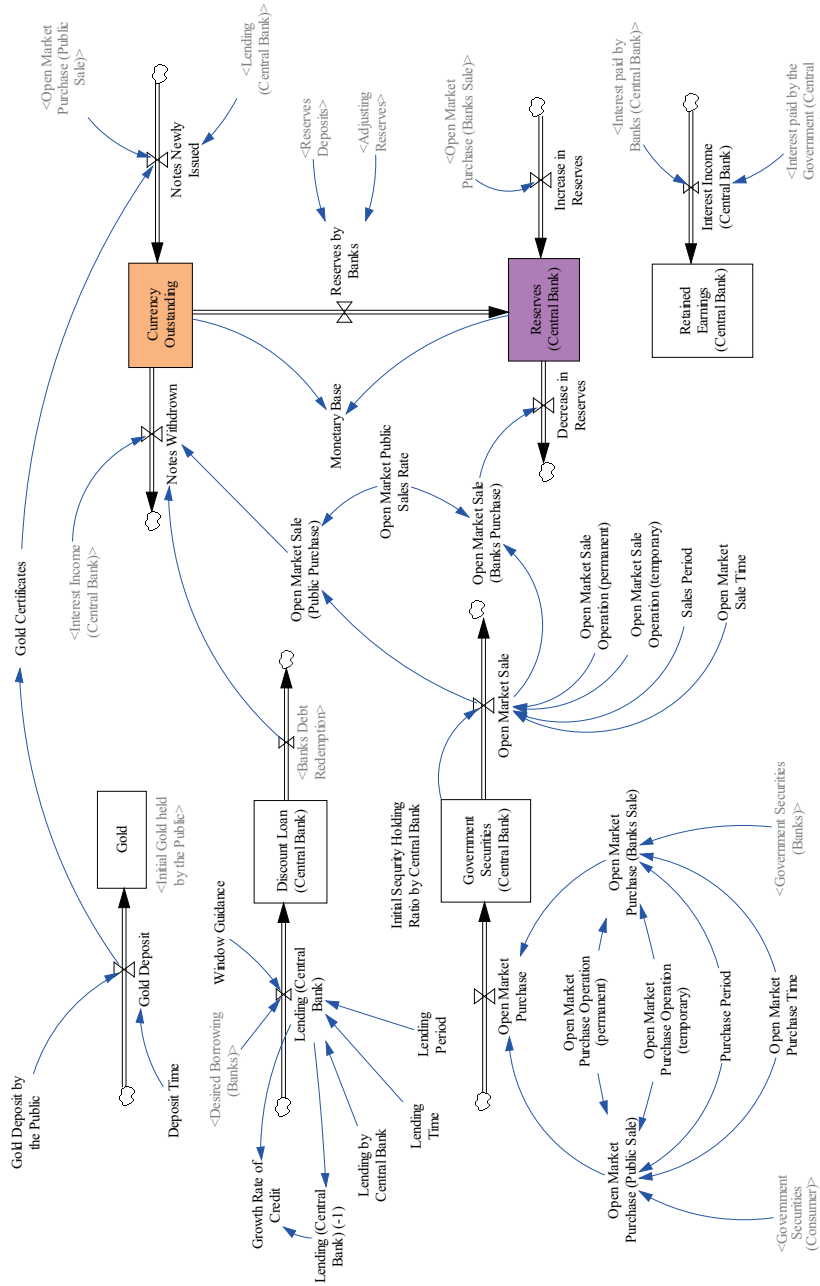 Gold Deposit by
the Public
Deposit Time
Gold Deposit
Gold
<Initial Gold held
by the Public>
Gold Certificates
<Interest Income
(Central Bank)>
Notes Withdrown
Currency
Outstanding
Notes Newly
Issued
<Open Market
Purchase (Public
Sale)>
<Lending
(Central Bank)>
<Desired Borrowing
(Banks)>
Window Guidance
Growth Rate of
Credit
Lending (Central
Bank)
Lending (Central
Bank) (-1)
Lending by
Central Bank
Lending
Time
Lending
Period
Discount Loan
(Central Bank)
<Banks Debt
Redemption>
Open Market Sale
(Public Purchase)
Monetary Base
Reserves by
Banks
<Reserves
Deposits>
<Adjusting
Reserves>
Open Market Public
Sales Rate
Initial Sequrity Holding
Ratio by Central Bank
Government
Securities
(Central Bank)
Open Market
Purchase
Open Market Sale
Open Market Sale
(Banks Purchase)
Decrease in
Reserves
Reserves
(Central Bank)
Increase in
Reserves
<Open Market
Purchase (Banks Sale)>
Open Market
Purchase (Public Sale)
Open Market
Purchase Operation
(permanent)
Open Market
Purchase Operation
(temporary)
Purchase Period
Open Market
Purchase Time
Open Market
Purchase (Banks Sale)
<Government
Securities
(Consumer)>
<Government Securities
(Banks)>
Open Market Sale
Operation (permanent)
Open Market Sale
Operation (temporary)
Sales Period
Open Market
Sale Time
Retained
Earnings
(Central Bank)
Interest Income
(Central Bank)
<Interest paid by
Banks (Central Bank)>
<Interest paid by the
Government (Central